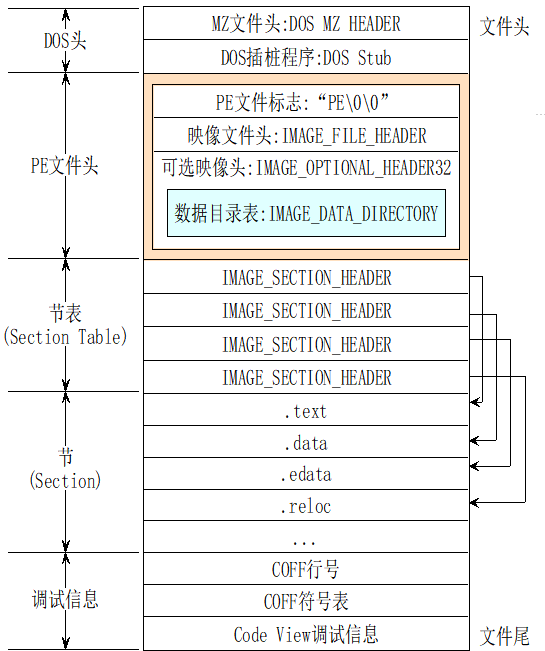 DOS头
MZ文件头:DOS MZ HEADER
文件头
DOS插桩程序:DOS Stub
PE文件头
PE文件标志:“PE\0\0”
映像文件头:IMAGE_FILE_HEADER
可选映像头:IMAGE_OPTIONAL_HEADER32
数据目录表:IMAGE_DATA_DIRECTORY
节表
(Section Table)
IMAGE_SECTION_HEADER
IMAGE_SECTION_HEADER
IMAGE_SECTION_HEADER
IMAGE_SECTION_HEADER
节
(Section)
.text
.data
.edata
.reloc
...
调试信息
COFF行号
COFF符号表
Code View调试信息
文件尾